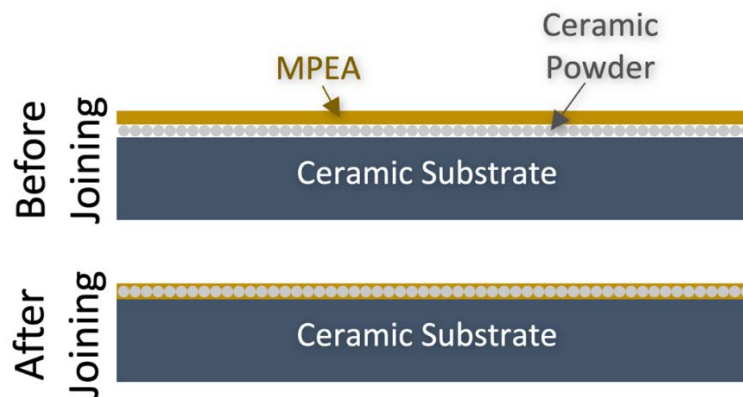 Ceramic
Powder
MPEA
Before
Joining
Ceramic Substrate
After
Joining
Ceramic Substrate